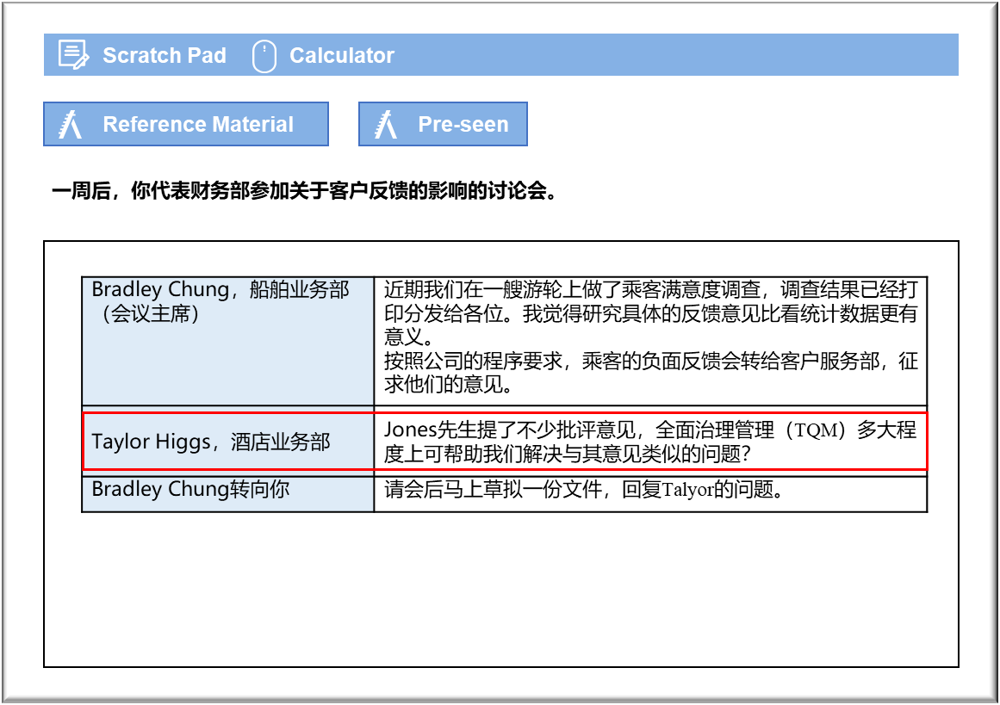 Scratch Pad
Calculator
Reference Material
Pre-seen
一周后，你代表财务部参加关于客户反馈的影响的讨论会。
Bradley Chung，船舶业务部
（会议主席）
近期我们在一艘游轮上做了乘客满意度调查，调查结果已经打
印分发给各位。我觉得研究具体的反馈意见比看统计数据更有
意义。
按照公司的程序要求，乘客的负面反馈会转给客户服务部，征
求他们的意见。
Taylor Higgs，酒店业务部
Jones先生提了不少批评意见，全面治理管理（TQM）多大程
度上可帮助我们解决与其意见类似的问题？
Bradley Chung转向你
请会后马上草拟一份文件，回复Talyor的问题。